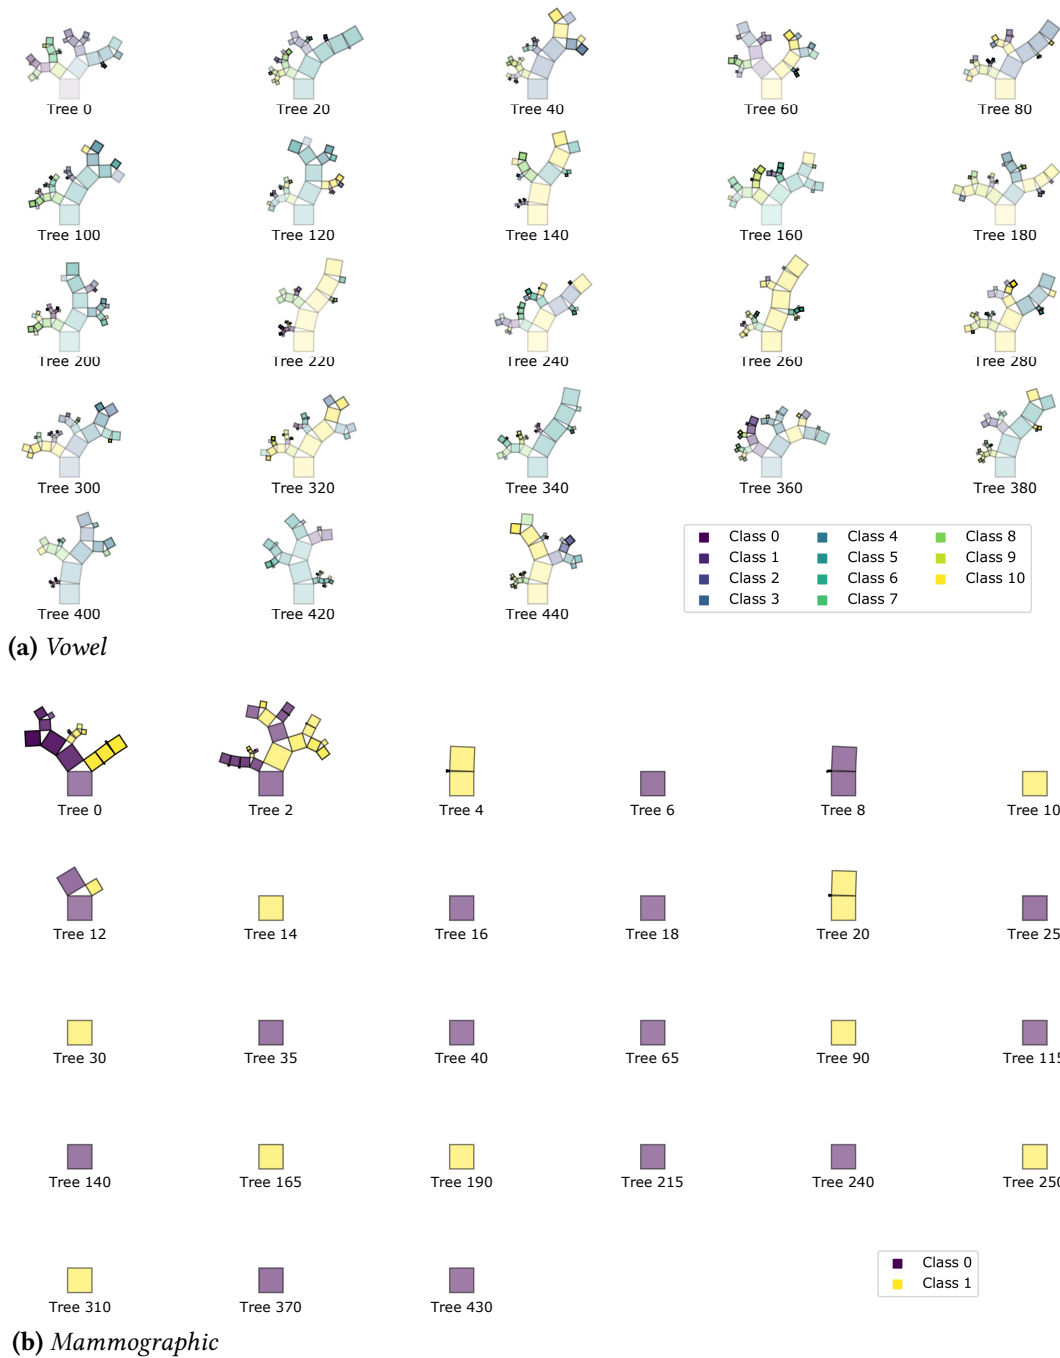 Tree 0 Tree 20 Tree 40 Tree 60 Tree 80
Tree 100 Tree 120 Tree 140 Tree 160 Tree 180
Tree 200 Tree 220 Tree 240 Tree 260 Tree 280
Tree 300 Tree 320 Tree 340 Tree 360 Tree 380
Tree 400 Tree 420 Tree 440
Class 0 Class 4 Class 8
Class 1 Class 5 Class 9
Class 2 Class 6 Class 10
Class 3 Class 7
(a) Vowel
Tree 0 Tree 2 Tree 4 Tree 6 Tree 8 Tree 10
Tree 12 Tree 14 Tree 16 Tree 18 Tree 20 Tree 25
Tree 30 Tree 35 Tree 40 Tree 65 Tree 90 Tree 115
Tree 140 Tree 165 Tree 190 Tree 215 Tree 240 Tree 250
Tree 310 Tree 370 Tree 430
Class 0
Class 1
(b) Mammographic